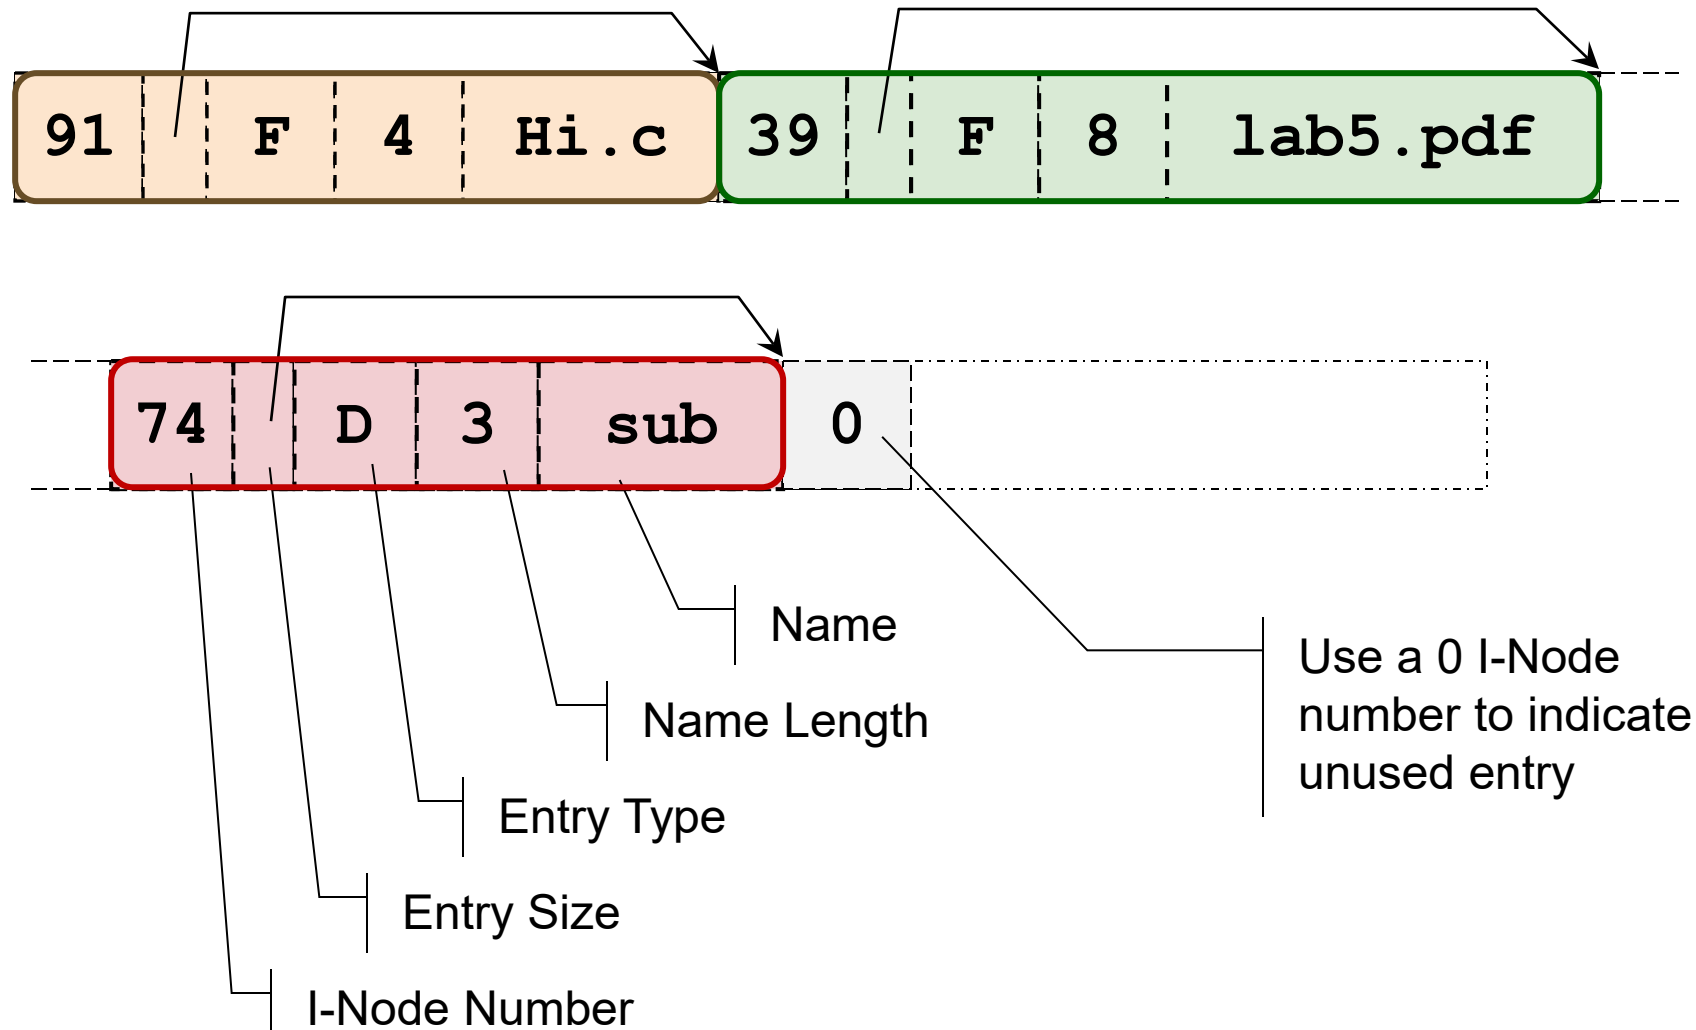 91 F 4 Hi.c 39 F 8 lab5.pdf
74 D 3 sub 0
Name
Use a 0 I-Node
number to indicate
unused entry
Name Length
Entry Type
Entry Size
I-Node Number